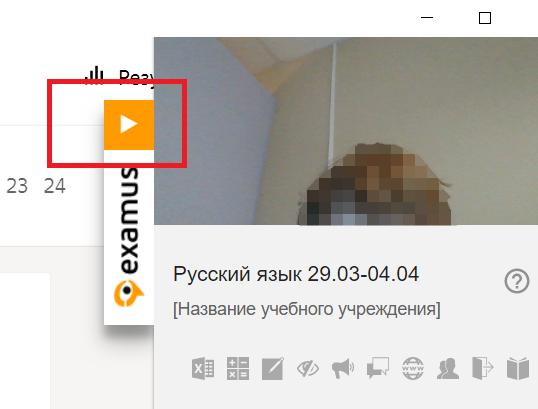 Резу
23 24
examus
Русский язык 29.03-04.04
[Название учебного учреждения]